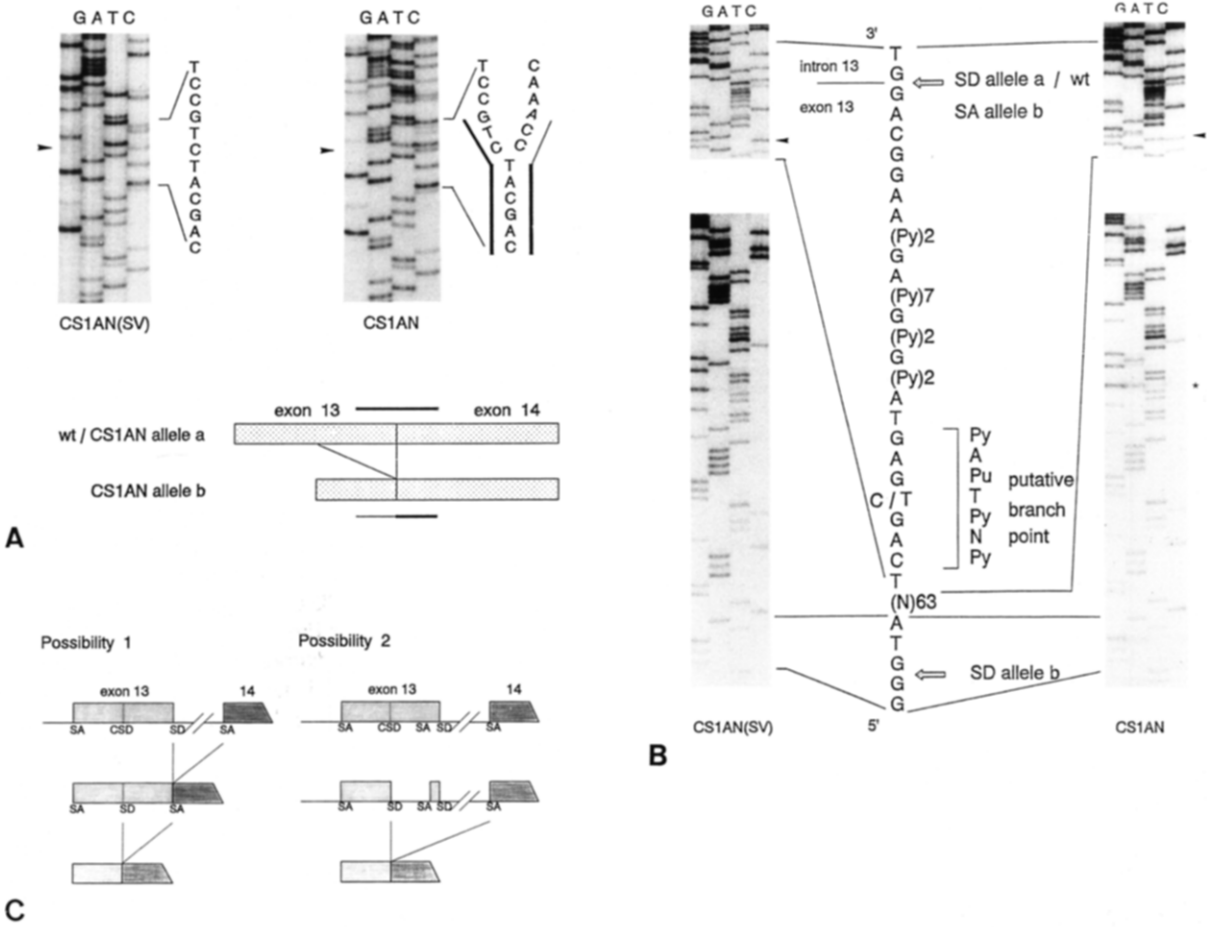 G A T C
T
C
C
G
T
C
T
A
C
G
A
C
CS1AN(SV)
G A T C
T
C
C
G
T
C
C
A
A
A
C
C
T
A
C
G
A
C
CS1AN
exon 13
exon 14
wt / CS1AN allele a
CS1AN allele b
A
G A T C
CS1AN(SV)
3'
T
G
G
A
C
G
G
A
A
(Py)2
G
A
(Py)7
G
(Py)2
G
(Py)2
A
T
G
A
G
C / T
G
A
C
T
(N)63
A
T
G
G
G
5'
intron 13
exon 13
SD allele a / wt
SA allele b
Py
A
Pu
T
Py
N
Py
putative
branch
point
SD allele b
G A T C
*
CS1AN
B
Possibility 1
exon 13
14
SA CSD SD SA
SA SD SA
Possibility 2
exon 13
14
SA CSD SA SD SA
SA SD SA SD SA
C